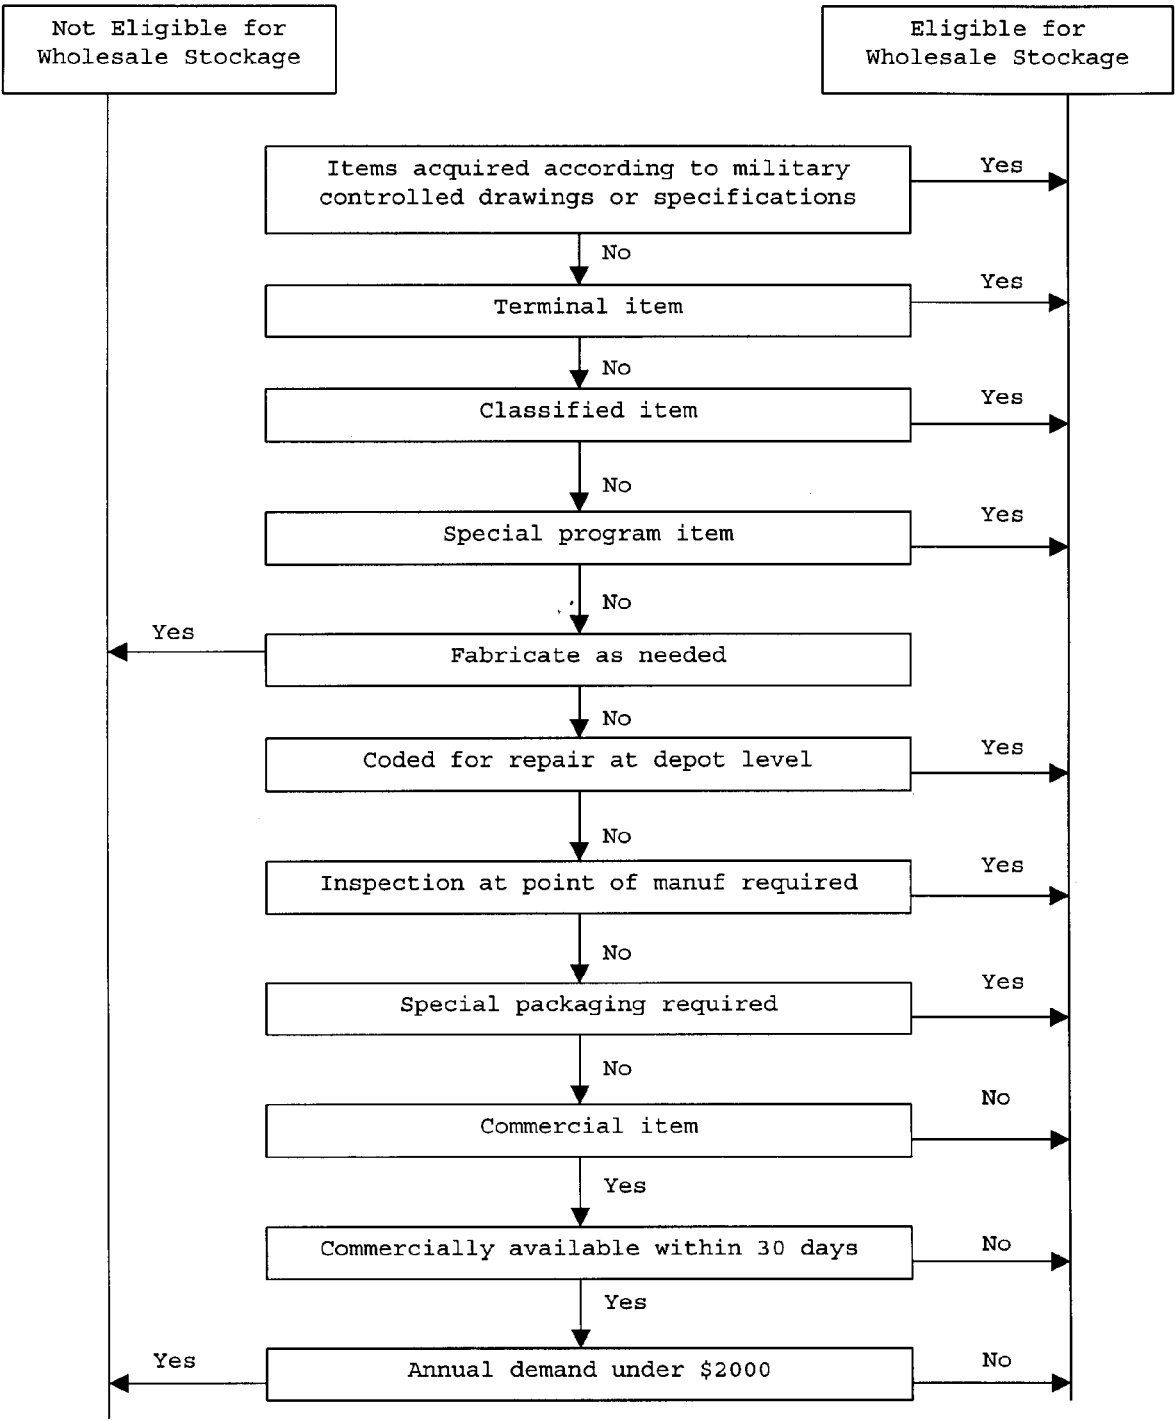 Not Eligible for
Wholesale Stockage
Eligible for
Wholesale Stockage
Items acquired according to military
controlled drawings or specifications
Yes
No
Terminal item
Yes
No
Classified item
Yes
No
Special program item
Yes
No
Yes
Fabricate as needed
No
Coded for repair at depot level
Yes
No
Inspection at point of manuf required
Yes
No
Special packaging required
Yes
No
Commercial item
No
Yes
Commercially available within 30 days
No
Yes
Yes
Annual demand under $2000
No